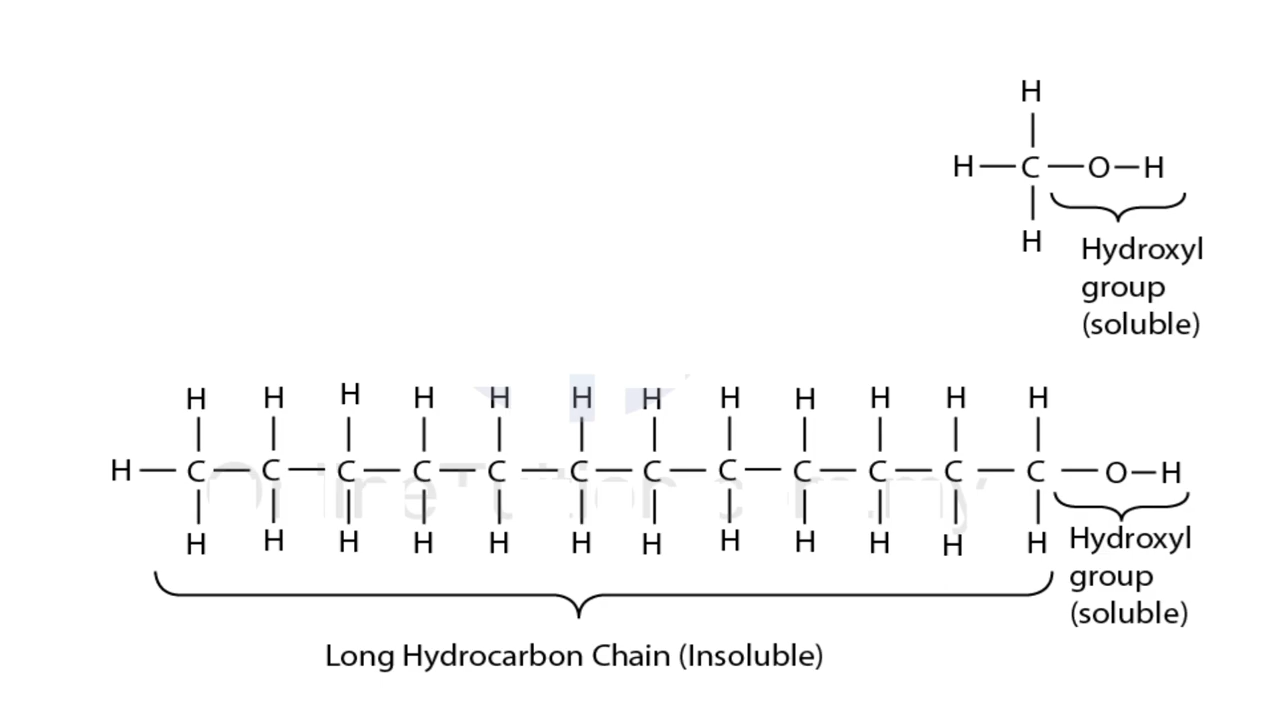 H
H—C—O—H
H
Hydroxyl
group
(soluble)
H H H H H H H H H H H H
H—C—C—C—C—C—C—C—C—C—C—C—C—O—H
H H H H H H H H H H H H
Hydroxyl
group
(soluble)
Long Hydrocarbon Chain (Insoluble)